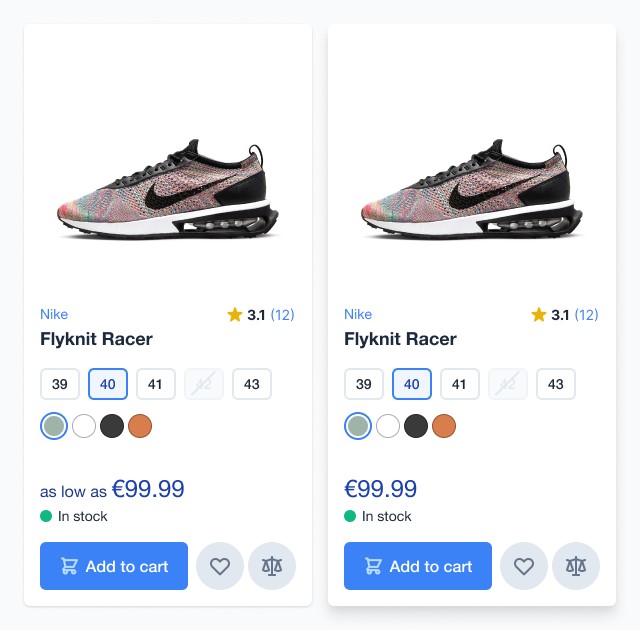 Nike
3.1 (12)
Flyknit Racer
39 40 41 42 43
as low as €99.99
In stock
Add to cart
Nike
3.1 (12)
Flyknit Racer
39 40 41 42 43
€99.99
In stock
Add to cart